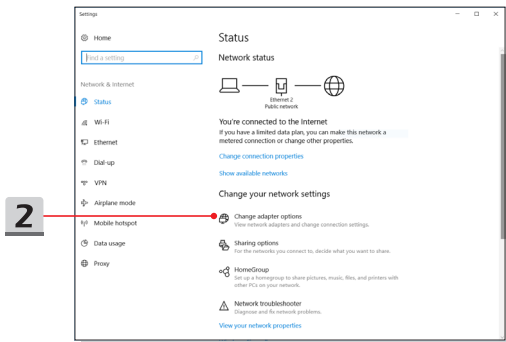 Settings
Home
Find a setting
Network & Internet
Status
Wi-Fi
Ethernet
Dial-up
VPN
Airplane mode
Mobile hotspot
Data usage
Proxy
2
Status
Network status
Ethernet 2
Public network
You're connected to the Internet
If you have a limited data plan, you can make this network a
metered connection or change other properties.
Change connection properties
Show available networks
Change your network settings
Change adapter options
View network adapters and change connection settings.
Sharing options
For the networks you connect to, decide what you want to share.
HomeGroup
Set up a homegroup to share pictures, music, files, and printers with
other PCs on your network.
Network troubleshooter
Diagnose and fix network problems.
View your network properties